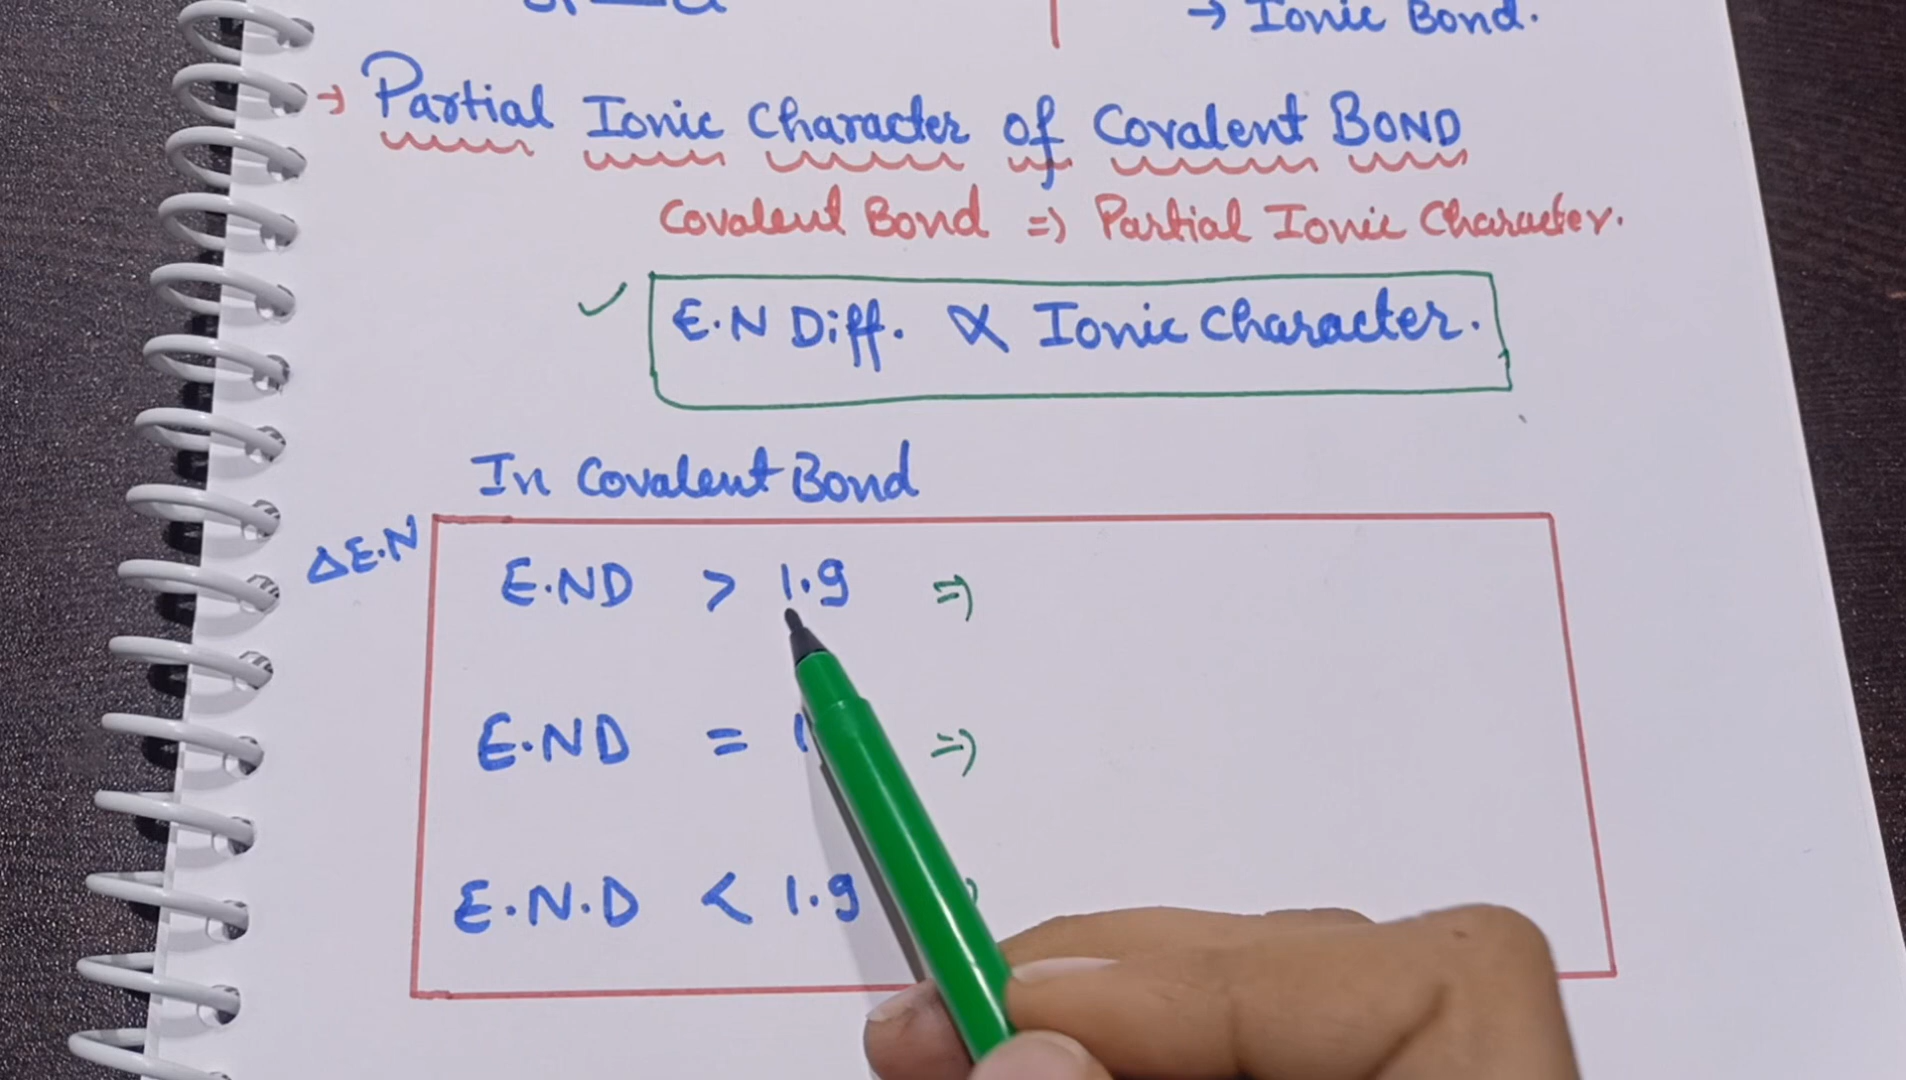 → Ionic Bond.
→ Partial Ionic Character of Covalent BOND
Covalent Bond => Partial Ionic Character.
✓ E.N Diff. ∝ Ionic Character.
In Covalent Bond
Δ E.N
E.ND > 1.9 =>
E.ND = 1 =>
E.N.D < 1.9